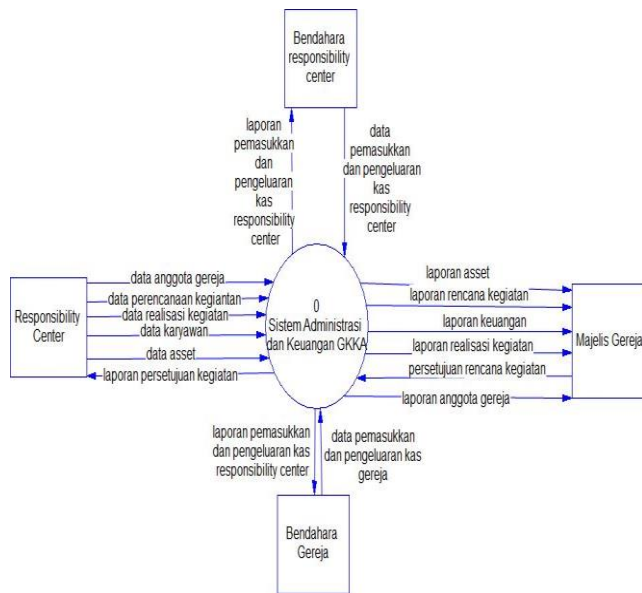 Bendahara
responsibility
center
laporan
pemasukkan
dan
pengeluaran
kas
responsibility
center
data
pemasukkan
dan pengeluaran
kas
responsibility
center
data anggota gereja
data perencanaan kegiantan
data realisasi kegiatan
data karyawan
data asset
laporan persetujuan kegiatan
Responsibility
Center
0
Sistem Administrasi
dan Keuangan GKKA
laporan asset
laporan rencana kegiatan
laporan keuangan
laporan realisasi kegiatan
persetujuan rencana kegiatan
laporan anggota gereja
Majelis Gereja
laporan pemasukkan
dan pengeluaran kas
responsibility center
data pemasukkan
dan pengeluaran kas
gereja
Bendahara
Gereja